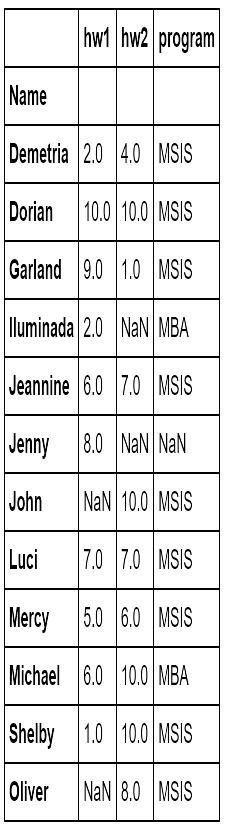 hw1 hw2 program
Name
Demetria 2.0 4.0 MSIS
Dorian 10.0 10.0 MSIS
Garland 9.0 1.0 MSIS
Iluminada 2.0 NaN MBA
Jeannine 6.0 7.0 MSIS
Jenny 8.0 NaN NaN
John NaN 10.0 MSIS
Luci 7.0 7.0 MSIS
Mercy 5.0 6.0 MSIS
Michael 6.0 10.0 MBA
Shelby 1.0 10.0 MSIS
Oliver NaN 8.0 MSIS